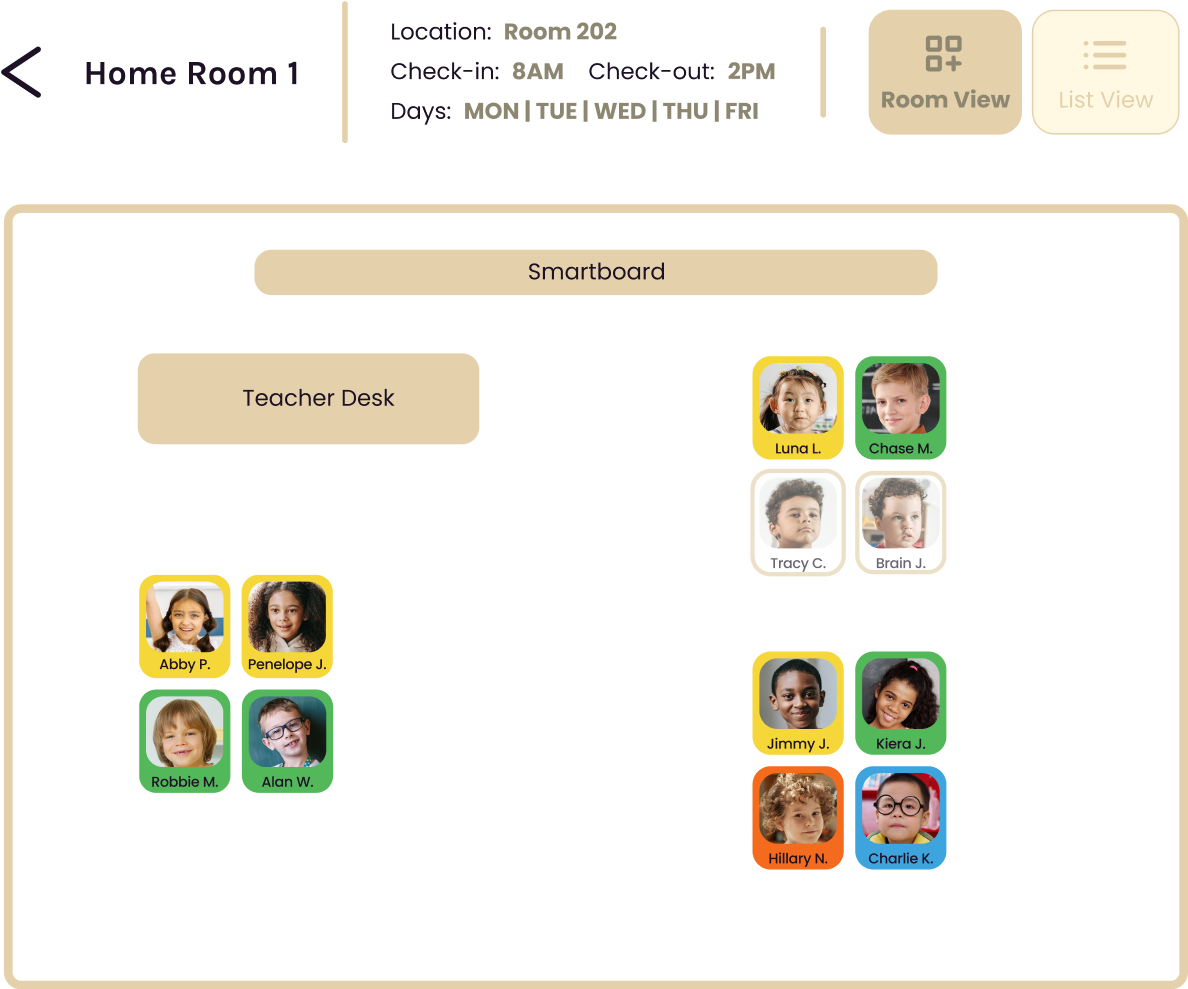 Home Room 1
Location: Room 202
Check-in: 8AM Check-out: 2PM
Days: MON | TUE | WED | THU | FRI
Room View
List View
Smartboard
Teacher Desk
Luna L.
Chase M.
Tracy C.
Brain J.
Abby P.
Penelope J.
Robbie M.
Alan W.
Jimmy J.
Kiera J.
Hillary N.
Charlie K.